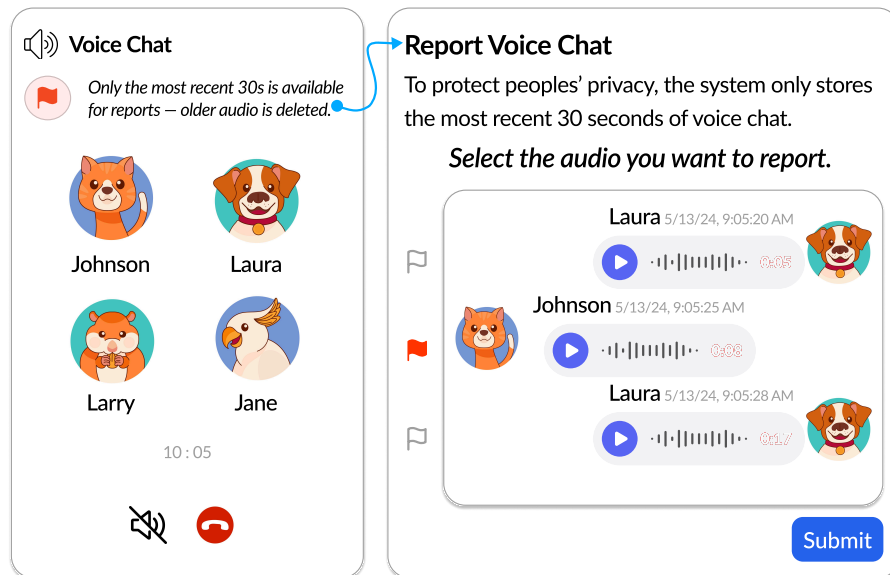 Voice Chat
Only the most recent 30s is available
for reports – older audio is deleted.
Johnson
Laura
Larry
Jane
10 : 05
Report Voice Chat
To protect peoples’ privacy, the system only stores
the most recent 30 seconds of voice chat.
Select the audio you want to report.
Laura 5/13/24, 9:05:20 AM
0:05
Johnson 5/13/24, 9:05:25 AM
0:08
Laura 5/13/24, 9:05:28 AM
0:17
Submit